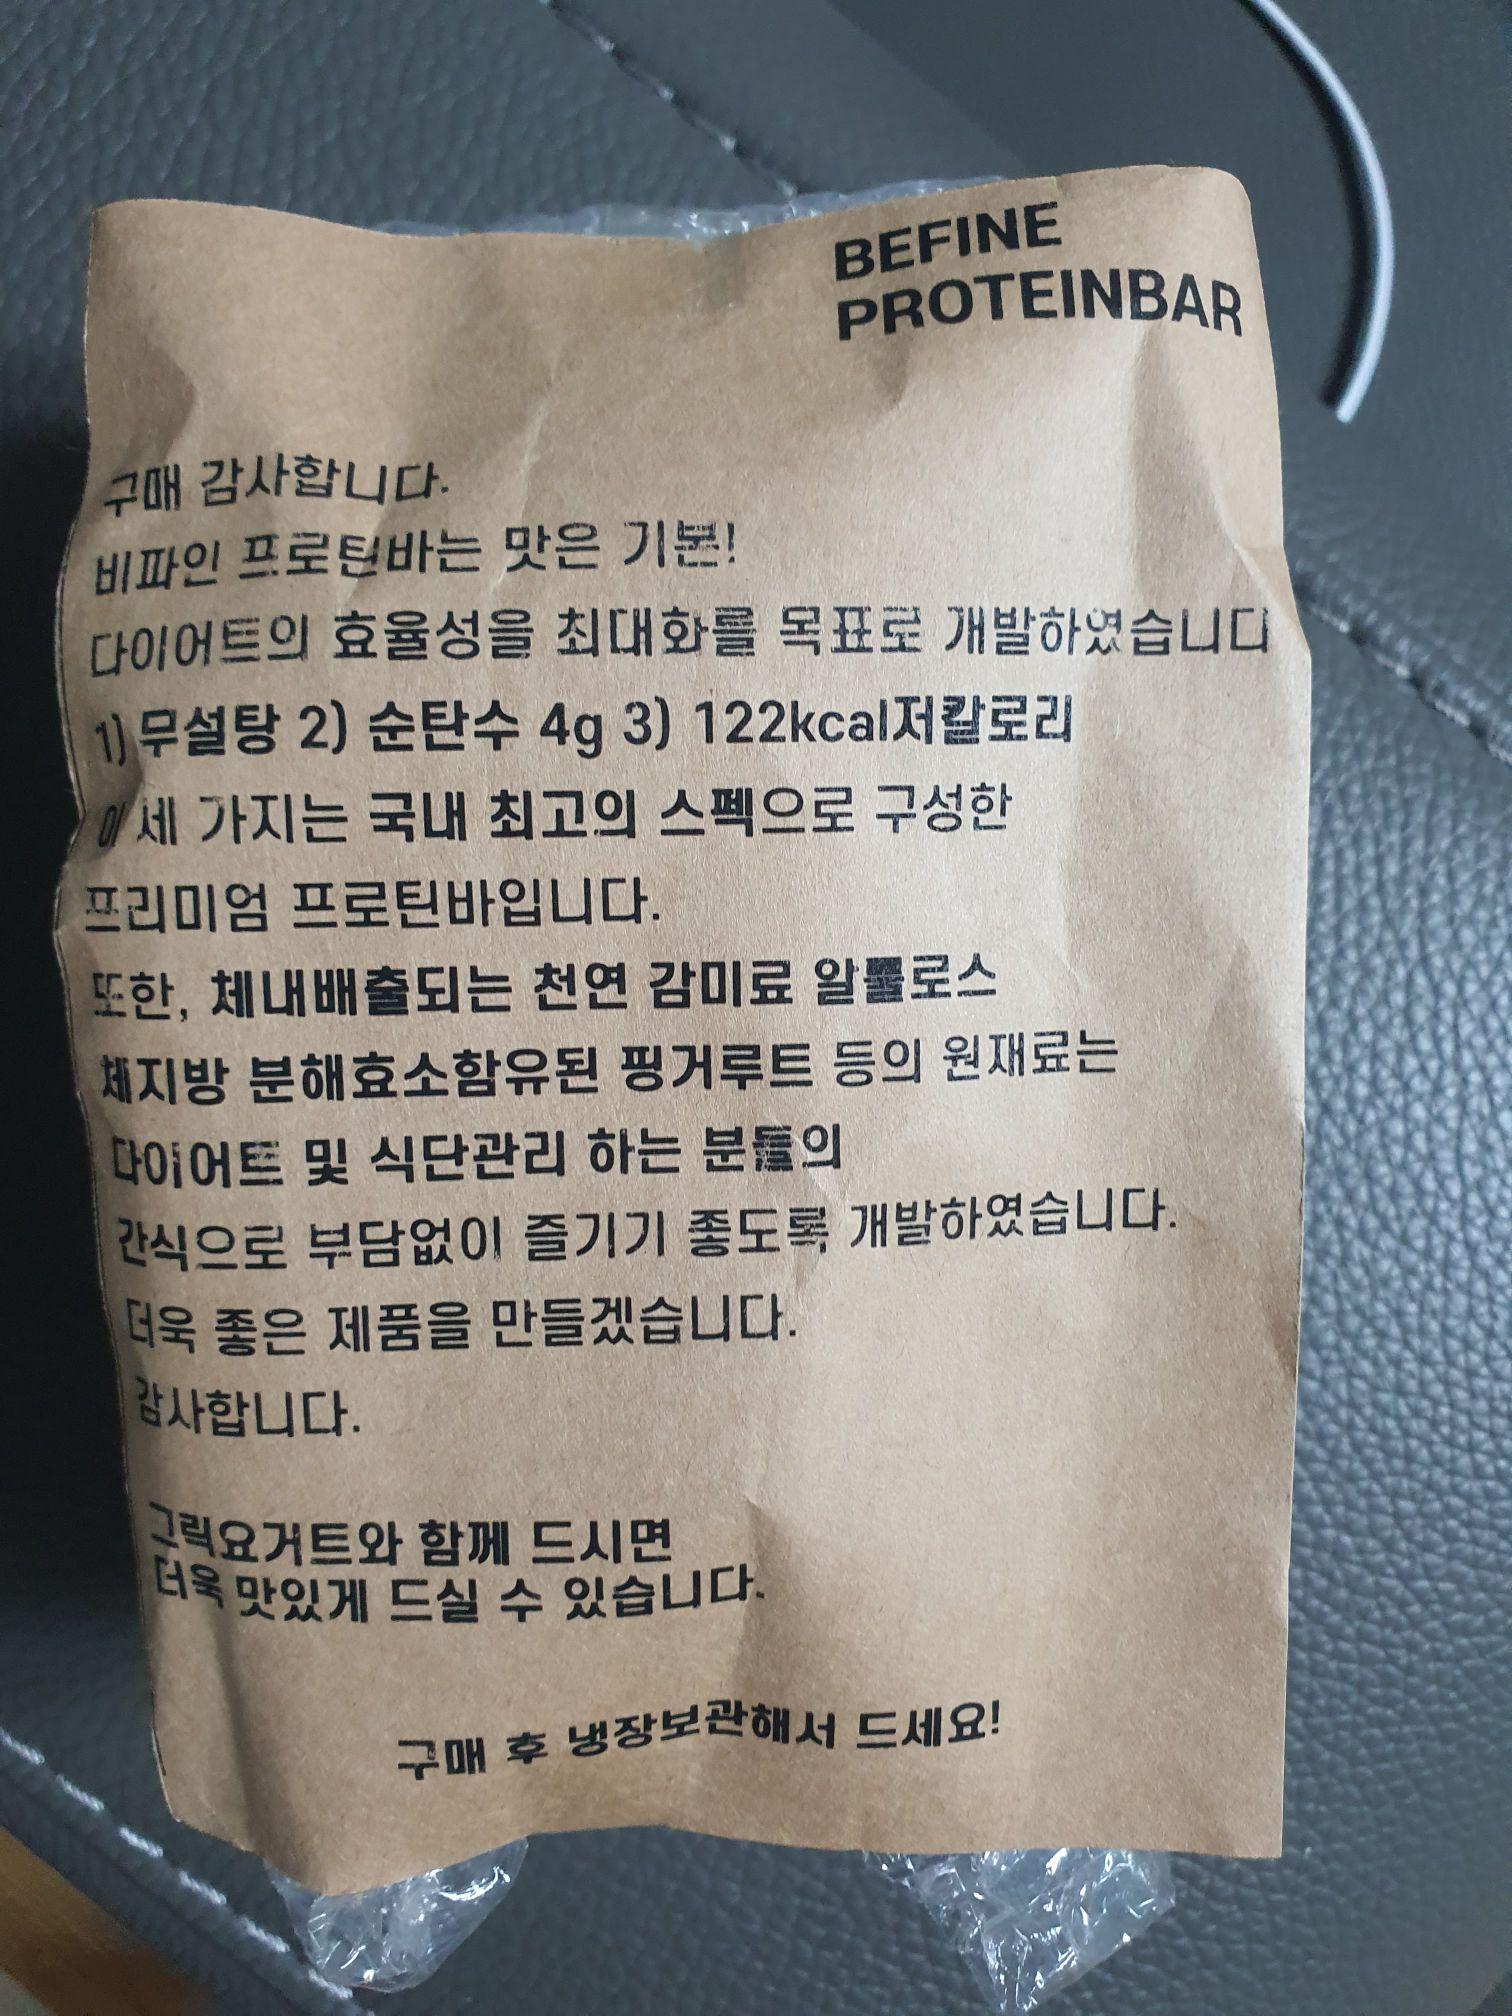 BEFINE
PROTEINBAR
구매 감사합니다.
비파인 프로틴바는 맛은 기본!
다이어트의 효율성을 최대화를 목표로 개발하였습니다
1) 무설탕 2) 순탄수 4g 3) 122kcal저칼로리
이 세 가지는 국내 최고의 스펙으로 구성한
프리미엄 프로틴바입니다.
또한, 체내배출되는 천연 감미료 알룰로스
체지방 분해효소함유된 핑거루트 등의 원재료는
다이어트 및 식단관리 하는 분들의
간식으로 부담없이 즐기기 좋도록 개발하였습니다.
더욱 좋은 제품을 만들겠습니다.
감사합니다.
그릭요거트와 함께 드시면
더욱 맛있게 드실 수 있습니다.
구매 후 냉장보관해서 드세요!